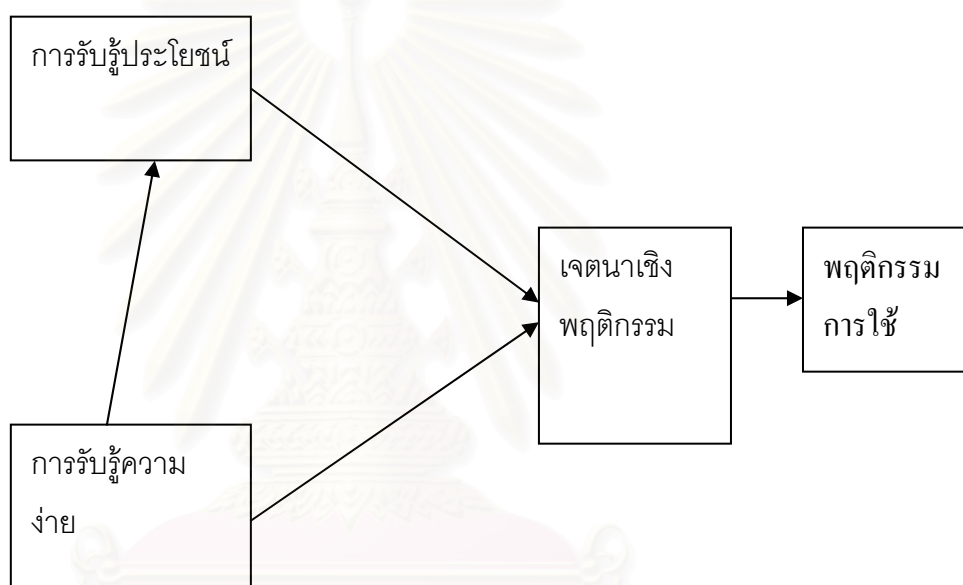 การรับรู้ประโยชน์
เจตนาเชิง
พฤติกรรม
พฤติกรรม
การใช้
การรับรู้ความ
ง่าย